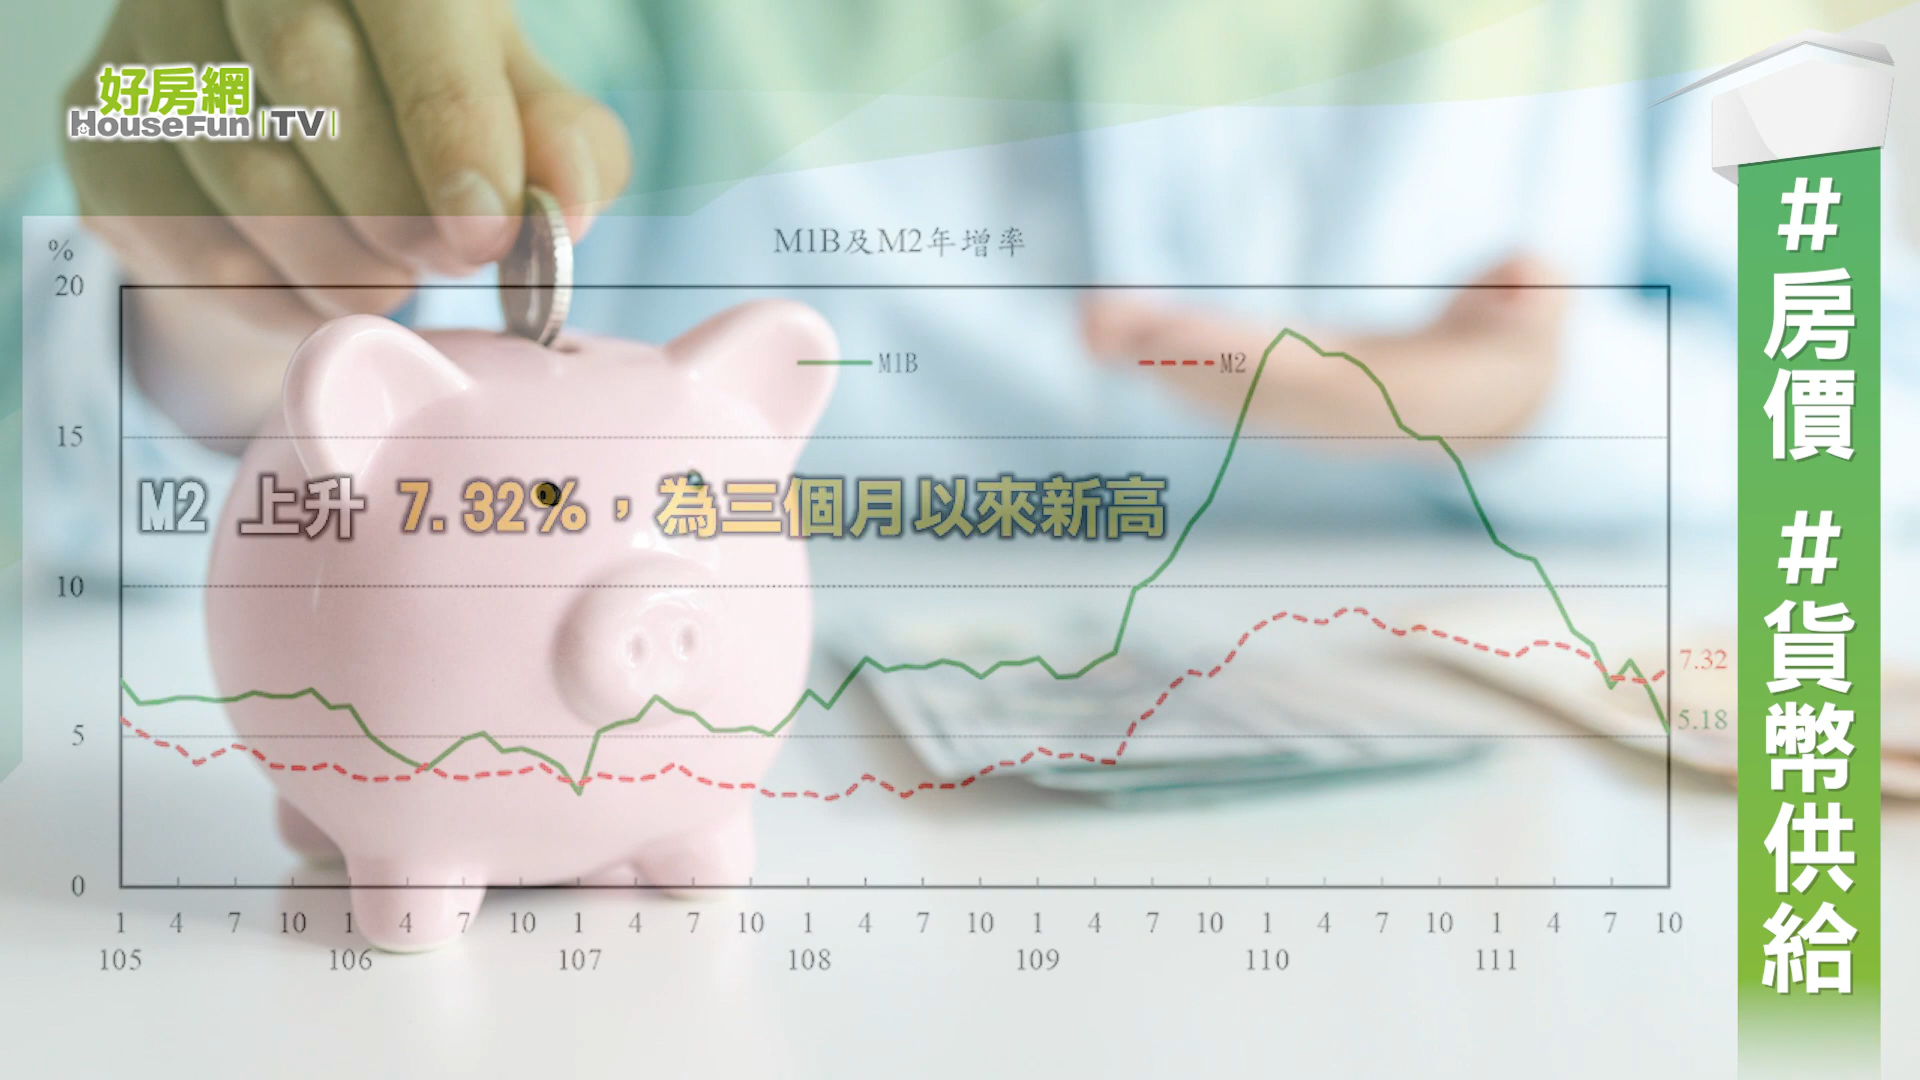 好房網
HouseFun TV
M1B及M2年增率
%
20
15
10
5
0
M1B
M2
M2 上升 7.32%，為三個月以來新高
7.32
5.18
1 4 7 10 1 4 7 10 1 4 7 10 1 4 7 10 1 4 7 10 1 4 7 10 1 4 7 10
105 106 107 108 109 110 111
#房價 #貨幣供給